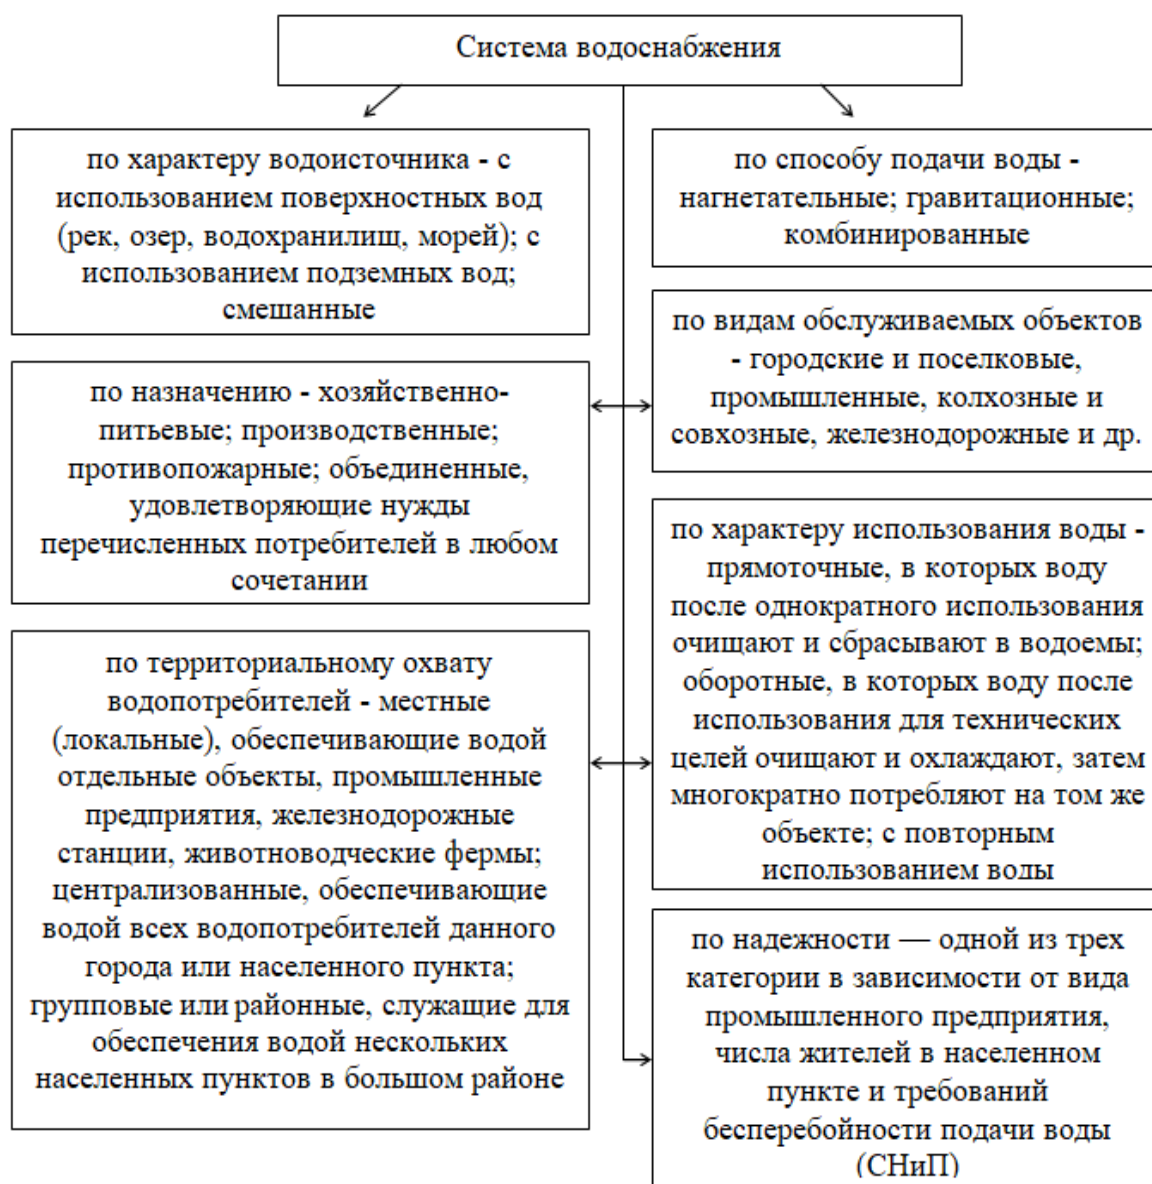 Система водоснабжения
по характеру водоисточника - с
использованием поверхностных вод
(рек, озер, водохранилищ, морей); с
использованием подземных вод;
смешанные
по назначению - хозяйственно-
питьевые; производственные;
противопожарные; объединенные,
удовлетворяющие нужды
перечисленных потребителей в любом
сочетании
по территориальному охвату
водопотребителей - местные
(локальные), обеспечивающие водой
отдельные объекты, промышленные
предприятия, железнодорожные
станции, животноводческие фермы;
централизованные, обеспечивающие
водой всех водопотребителей данного
города или населенного пункта;
групповые или районные, служащие для
обеспечения водой нескольких
населенных пунктов в большом районе
по способу подачи воды -
нагнетательные; гравитационные;
комбинированные
по видам обслуживаемых объектов
- городские и поселковые,
промышленные, колхозные и
совхозные, железнодорожные и др.
по характеру использования воды -
прямоточные, в которых воду
после однократного использования
очищают и сбрасывают в водоемы;
оборотные, в которых воду после
использования для технических
целей очищают и охлаждают, затем
многократно потребляют на том же
объекте; с повторным
использованием воды
по надежности — одной из трех
категории в зависимости от вида
промышленного предприятия,
числа жителей в населенном
пункте и требований
бесперебойности подачи воды
(СНиП)